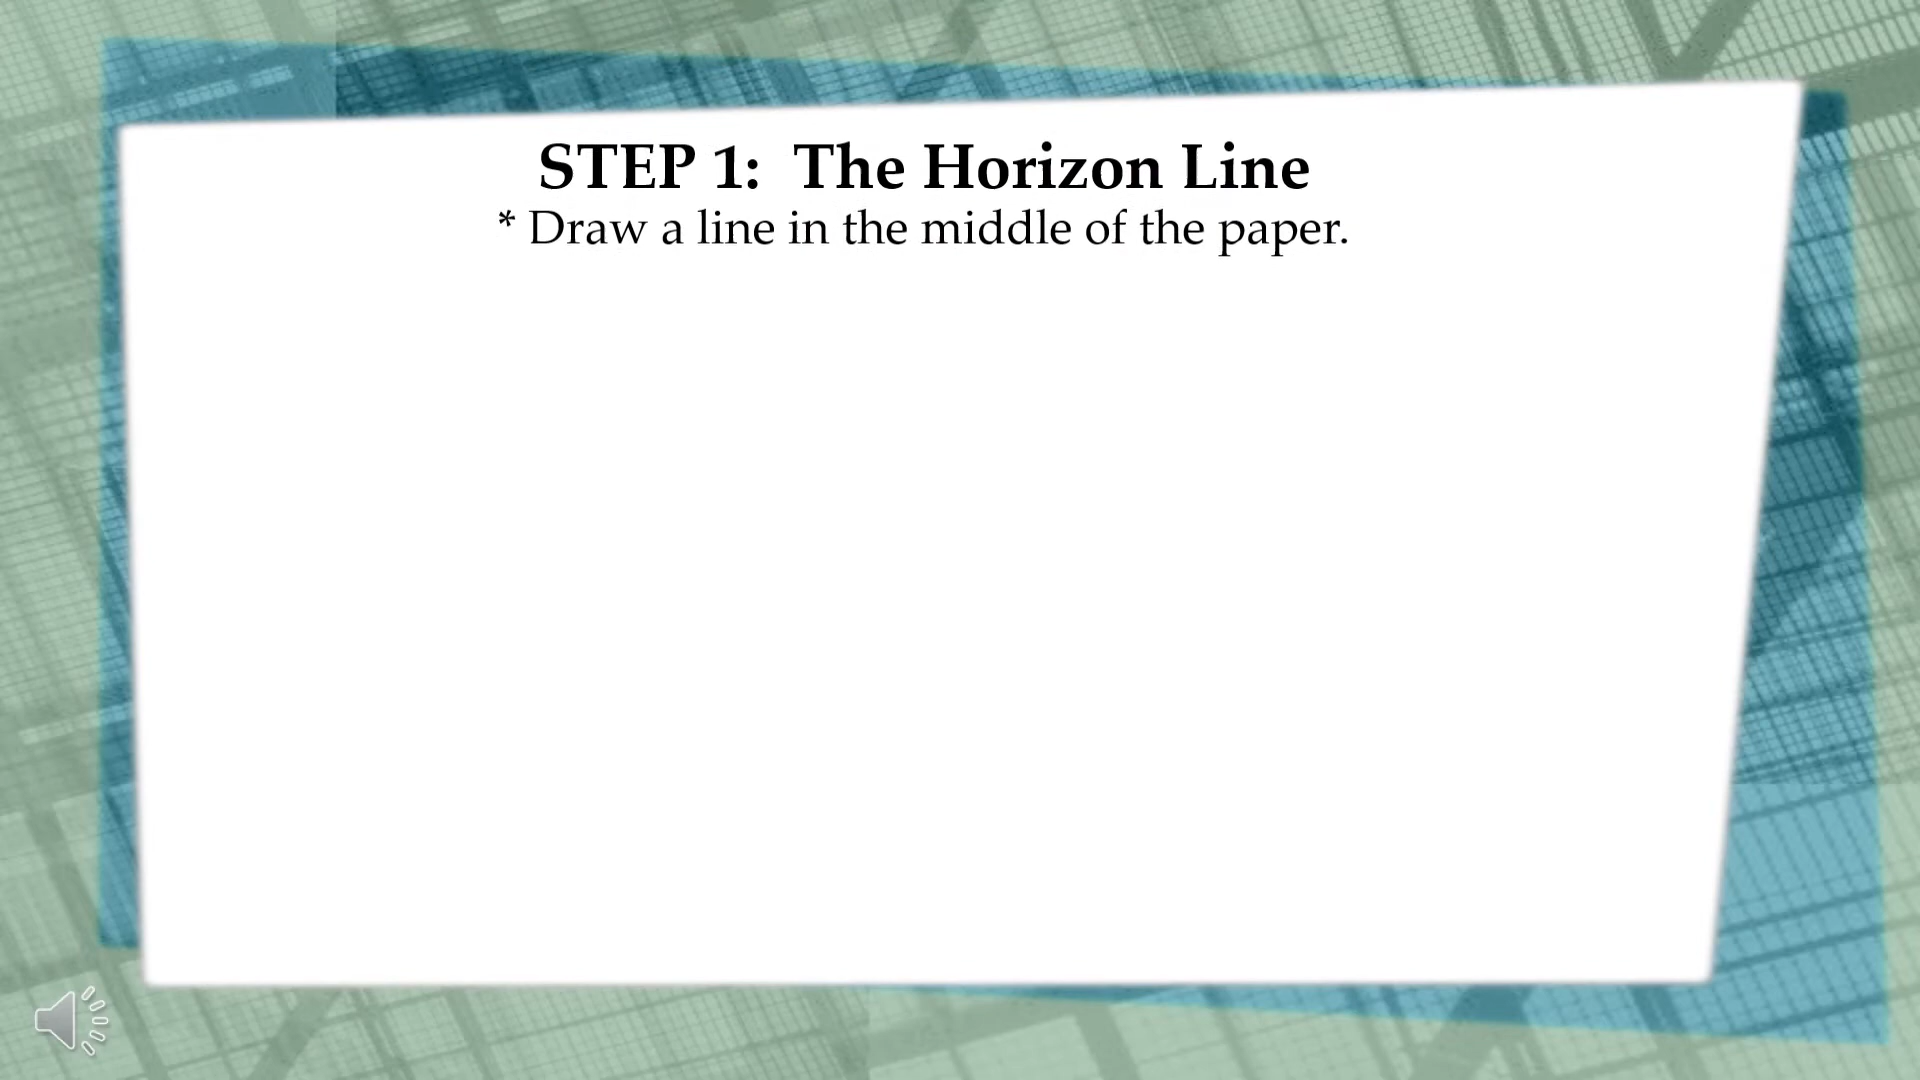 STEP 1:  The Horizon Line
* Draw a line in the middle of the paper.